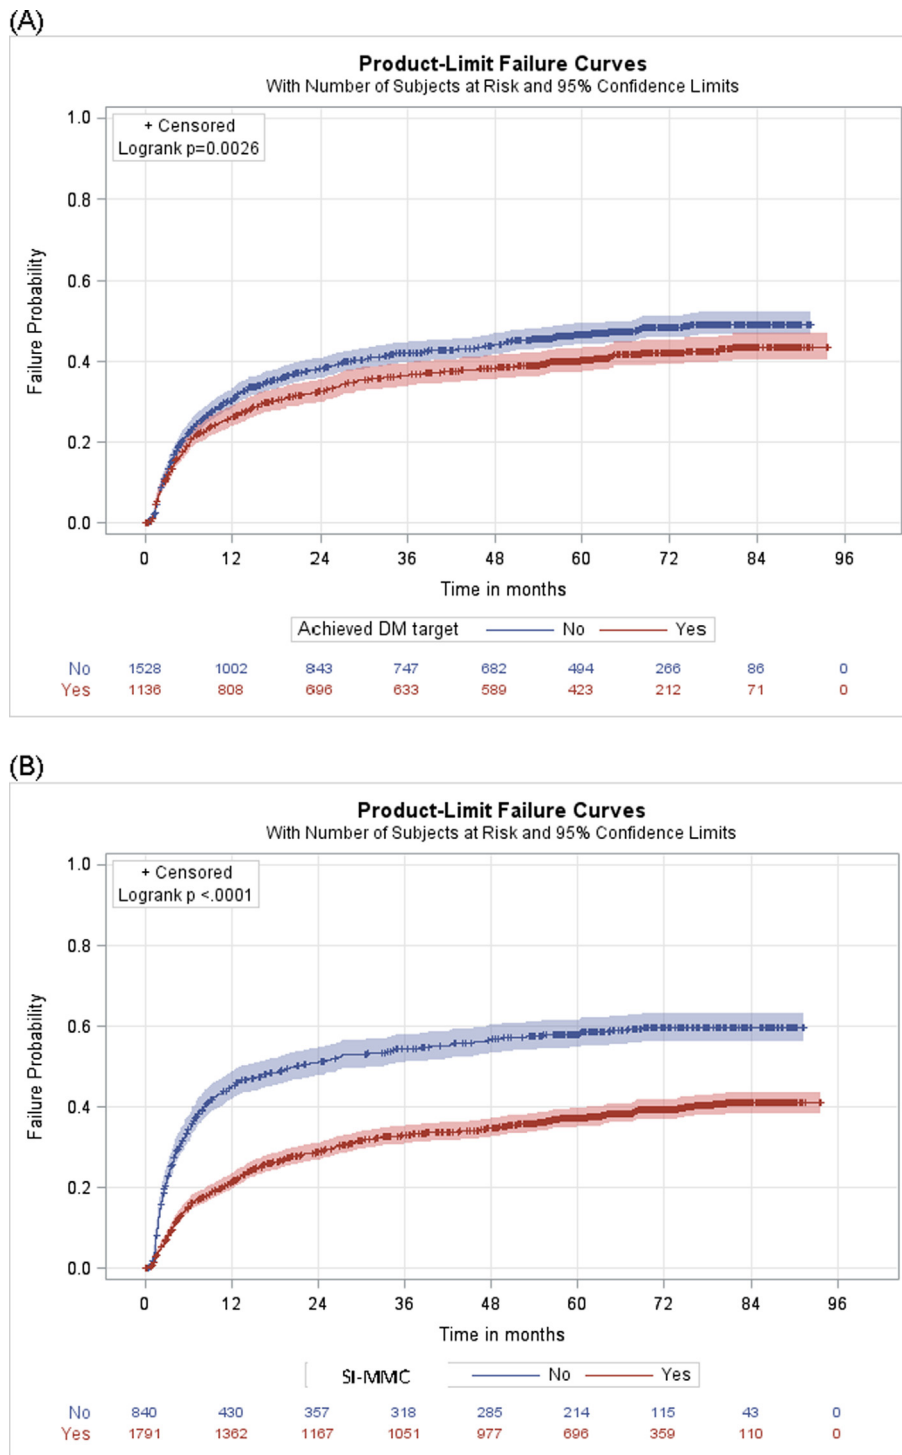 (A)
Product-Limit Failure Curves
With Number of Subjects at Risk and 95% Confidence Limits
+ Censored
Logrank p=0.0026
1.0
0.8
0.6
0.4
0.2
0.0
Failure Probability
0 12 24 36 48 60 72 84 96
Time in months
Achieved DM target No Yes
No 1528 1002 843 747 682 494 266 86 0
Yes 1136 808 696 633 589 423 212 71 0
(B)
Product-Limit Failure Curves
With Number of Subjects at Risk and 95% Confidence Limits
+ Censored
Logrank p <.0001
1.0
0.8
0.6
0.4
0.2
0.0
Failure Probability
0 12 24 36 48 60 72 84 96
Time in months
SI-MMC No Yes
No 840 430 357 318 285 214 115 43 0
Yes 1791 1362 1167 1051 977 696 359 110 0